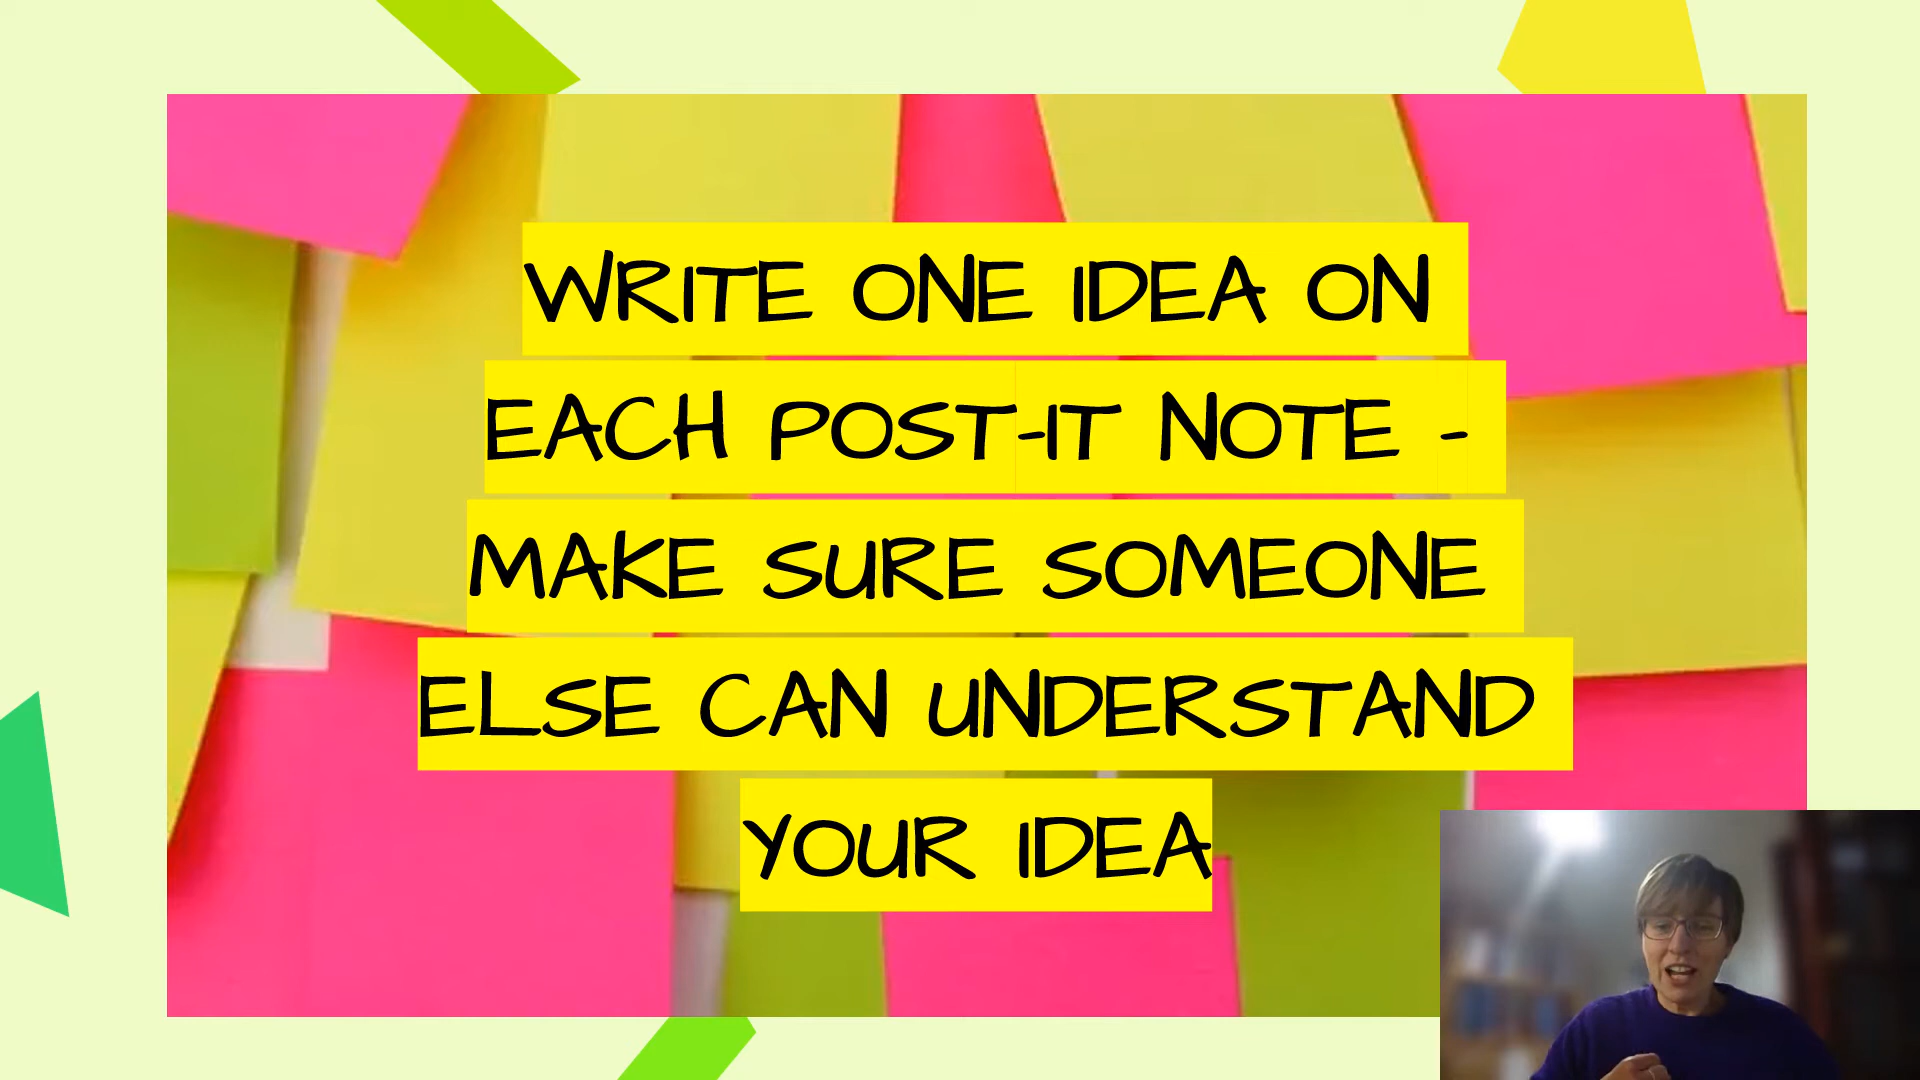 WRITE ONE IDEA ON
EACH POST-IT NOTE -
MAKE SURE SOMEONE
ELSE CAN UNDERSTAND
YOUR IDEA